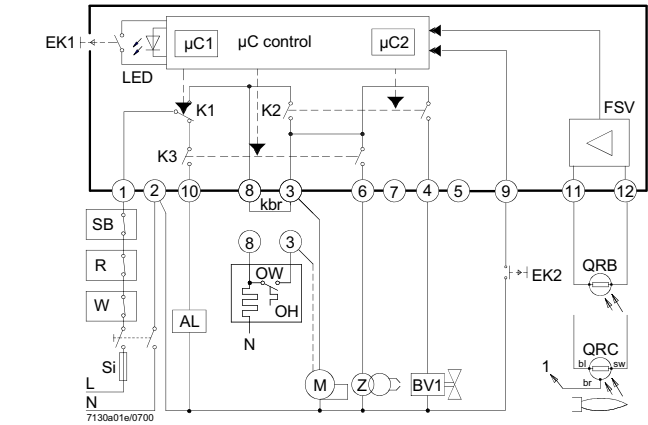 EK1
LED
µC1
µC control
µC2
K1
K2
FSV
K3
1
2
10
8
3
6
7
4
5
9
11
12
kbr
SB
R
W
Si
L
N
8
3
OW
OH
N
AL
EK2
QRB
QRC
bl
sw
br
1
M
Z
BV1
7130a01e/0700